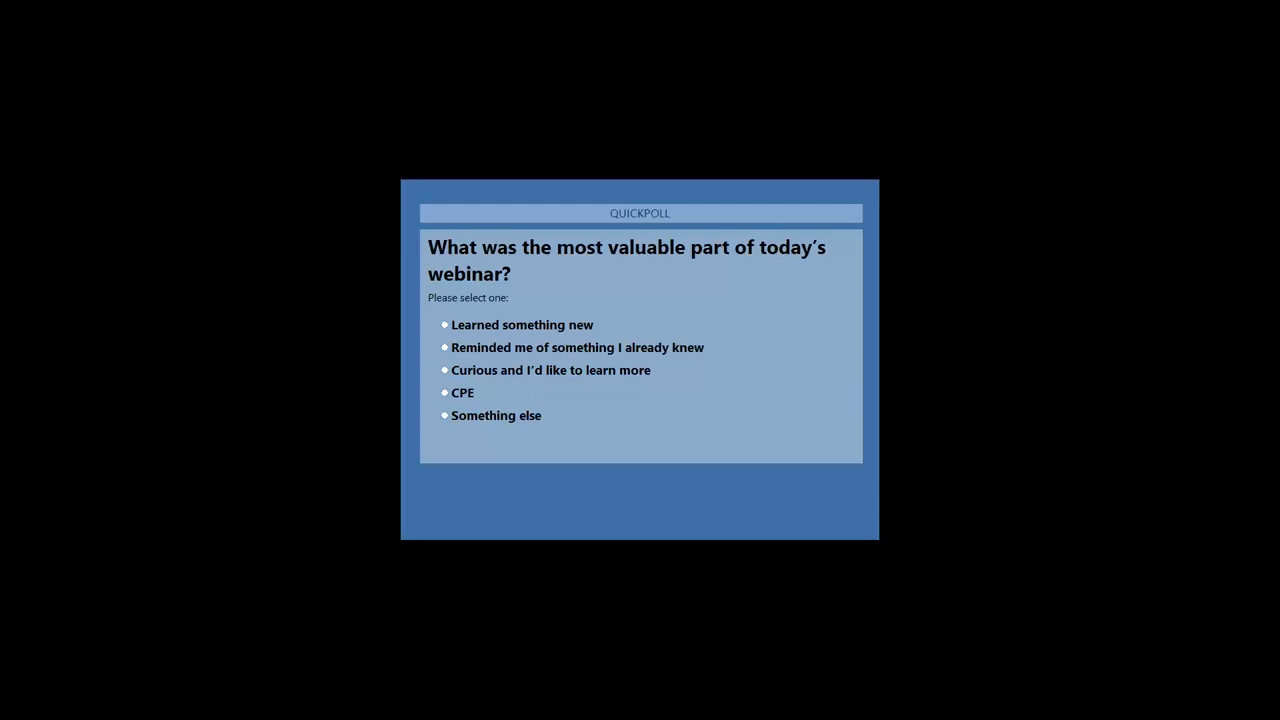 QUICKPOLL
What was the most valuable part of today’s
webinar?
Please select one:
Learned something new
Reminded me of something I already knew
Curious and I’d like to learn more
CPE
Something else